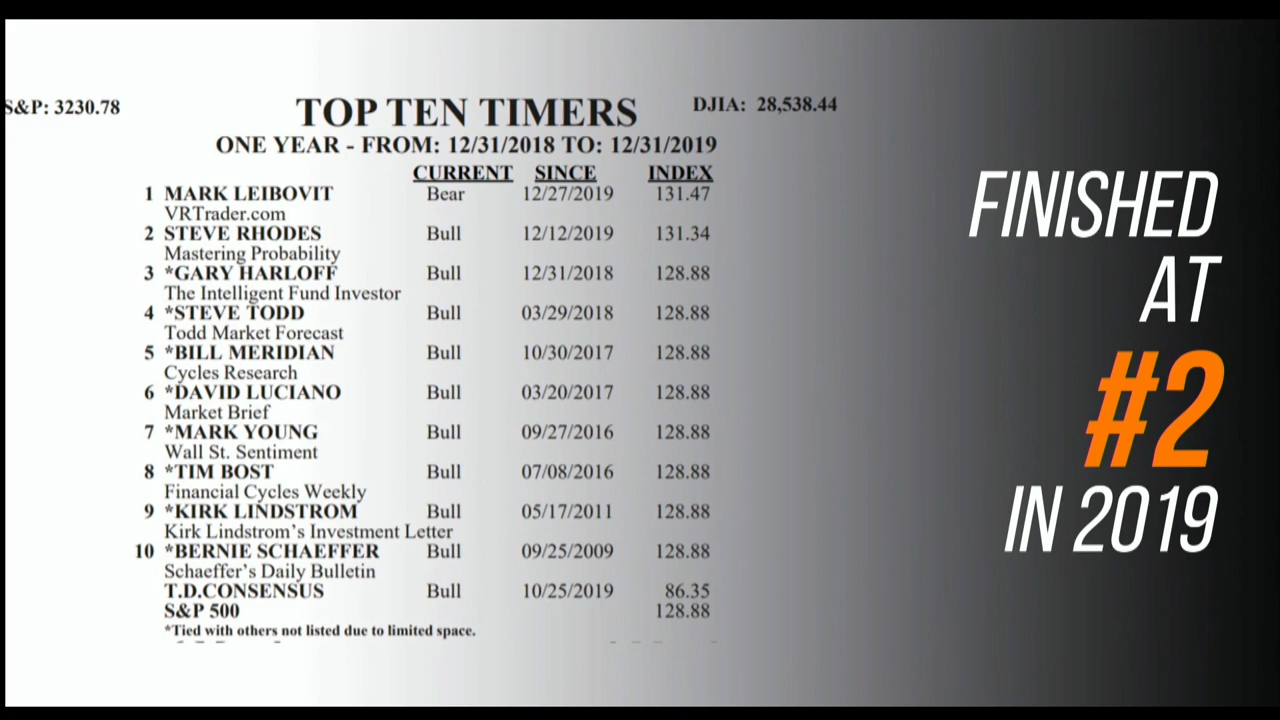 S&P: 3230.78
TOP TEN TIMERS
DJIA: 28,538.44
ONE YEAR - FROM: 12/31/2018 TO: 12/31/2019
CURRENT SINCE INDEX
1 MARK LEIBOVIT Bear 12/27/2019 131.47
VRTrader.com
2 STEVE RHODES Bull 12/12/2019 131.34
Mastering Probability
3 *GARY HARLOFF Bull 12/31/2018 128.88
The Intelligent Fund Investor
4 *STEVE TODD Bull 03/29/2018 128.88
Todd Market Forecast
5 *BILL MERIDIAN Bull 10/30/2017 128.88
Cycles Research
6 *DAVID LUCIANO Bull 03/20/2017 128.88
Market Brief
7 *MARK YOUNG Bull 09/27/2016 128.88
Wall St. Sentiment
8 *TIM BOST Bull 07/08/2016 128.88
Financial Cycles Weekly
9 *KIRK LINDSTROM Bull 05/17/2011 128.88
Kirk Lindstrom's Investment Letter
10 *BERNIE SCHAEFFER Bull 09/25/2009 128.88
Schaeffer's Daily Bulletin
T.D.CONSENSUS Bull 10/25/2019 86.35
S&P 500 128.88
*Tied with others not listed due to limited space.
FINISHED
AT
#2
IN 2019